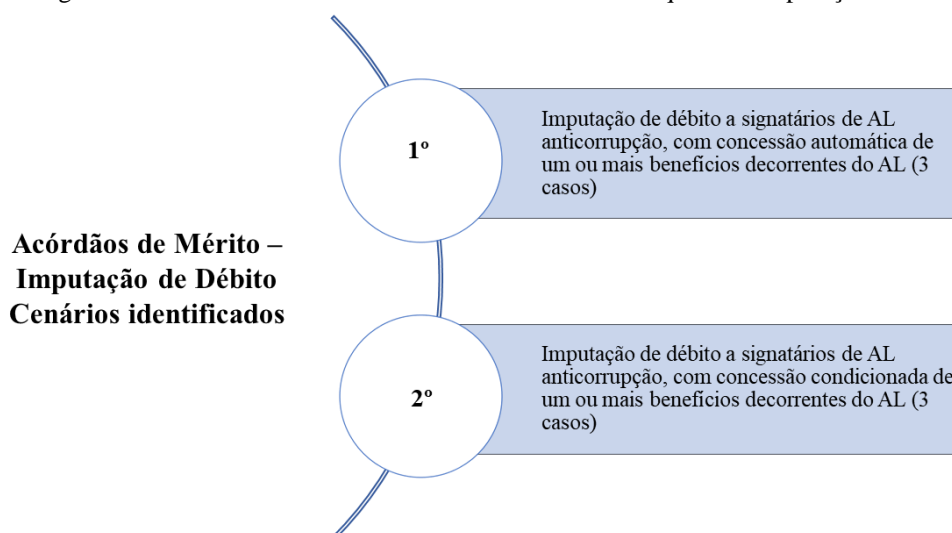 Acórdãos de Mérito –
Imputação de Débito
Cenários identificados
1º
Imputação de débito a signatários de AL
anticorrupção, com concessão automática de
um ou mais benefícios decorrentes do AL (3
casos)
2º
Imputação de débito a signatários de AL
anticorrupção, com concessão condicionada de
um ou mais benefícios decorrentes do AL (3
casos)